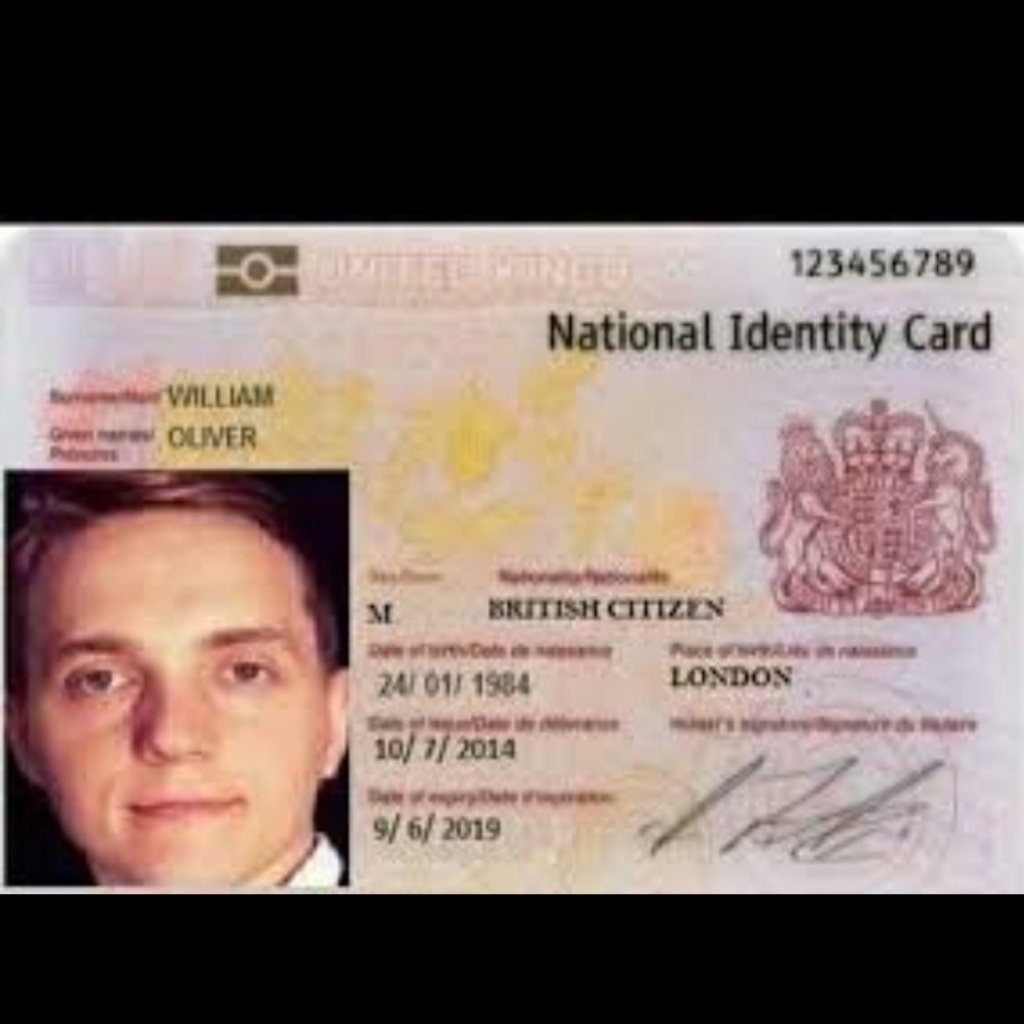 UNITED KINGD
123456789
National Identity Card
Surname/Nom WILLIAM
Given names/ OLIVER
Prénoms
Sex/Sexe Nationality/Nationalité
M BRITISH CITIZEN
Date of birth/Date de naissance Place of birth/Lieu de naissance
24/ 01/ 1984 LONDON
Date of issue/Date de délivrance Holder's signature/Signature du titulaire
10/ 7/ 2014
Date of expiry/Date d'expiration
9/ 6/ 2019